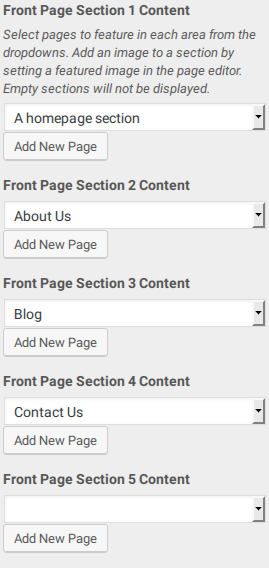 Front Page Section 1 Content
Select pages to feature in each area from the
dropdowns. Add an image to a section by
setting a featured image in the page editor.
Empty sections will not be displayed.
A homepage section
Add New Page
Front Page Section 2 Content
About Us
Add New Page
Front Page Section 3 Content
Blog
Add New Page
Front Page Section 4 Content
Contact Us
Add New Page
Front Page Section 5 Content
Add New Page